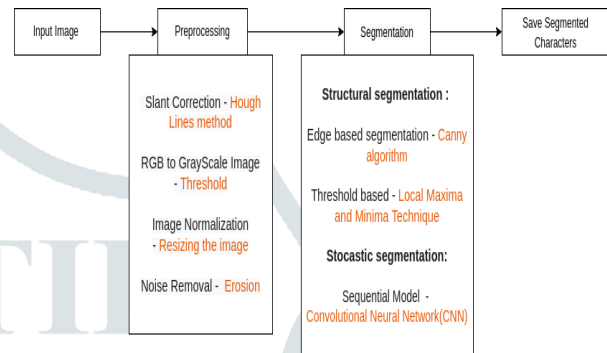 Input Image
Preprocessing
Segmentation
Save Segmented
Characters
Slant Correction - Hough
Lines method
RGB to GrayScale Image
- Threshold
Image Normalization
- Resizing the image
Noise Removal - Erosion
Structural segmentation :
Edge based segmentation - Canny
algorithm
Threshold based - Local Maxima
and Minima Technique
Stocastic segmentation:
Sequential Model -
Convolutional Neural Network(CNN)